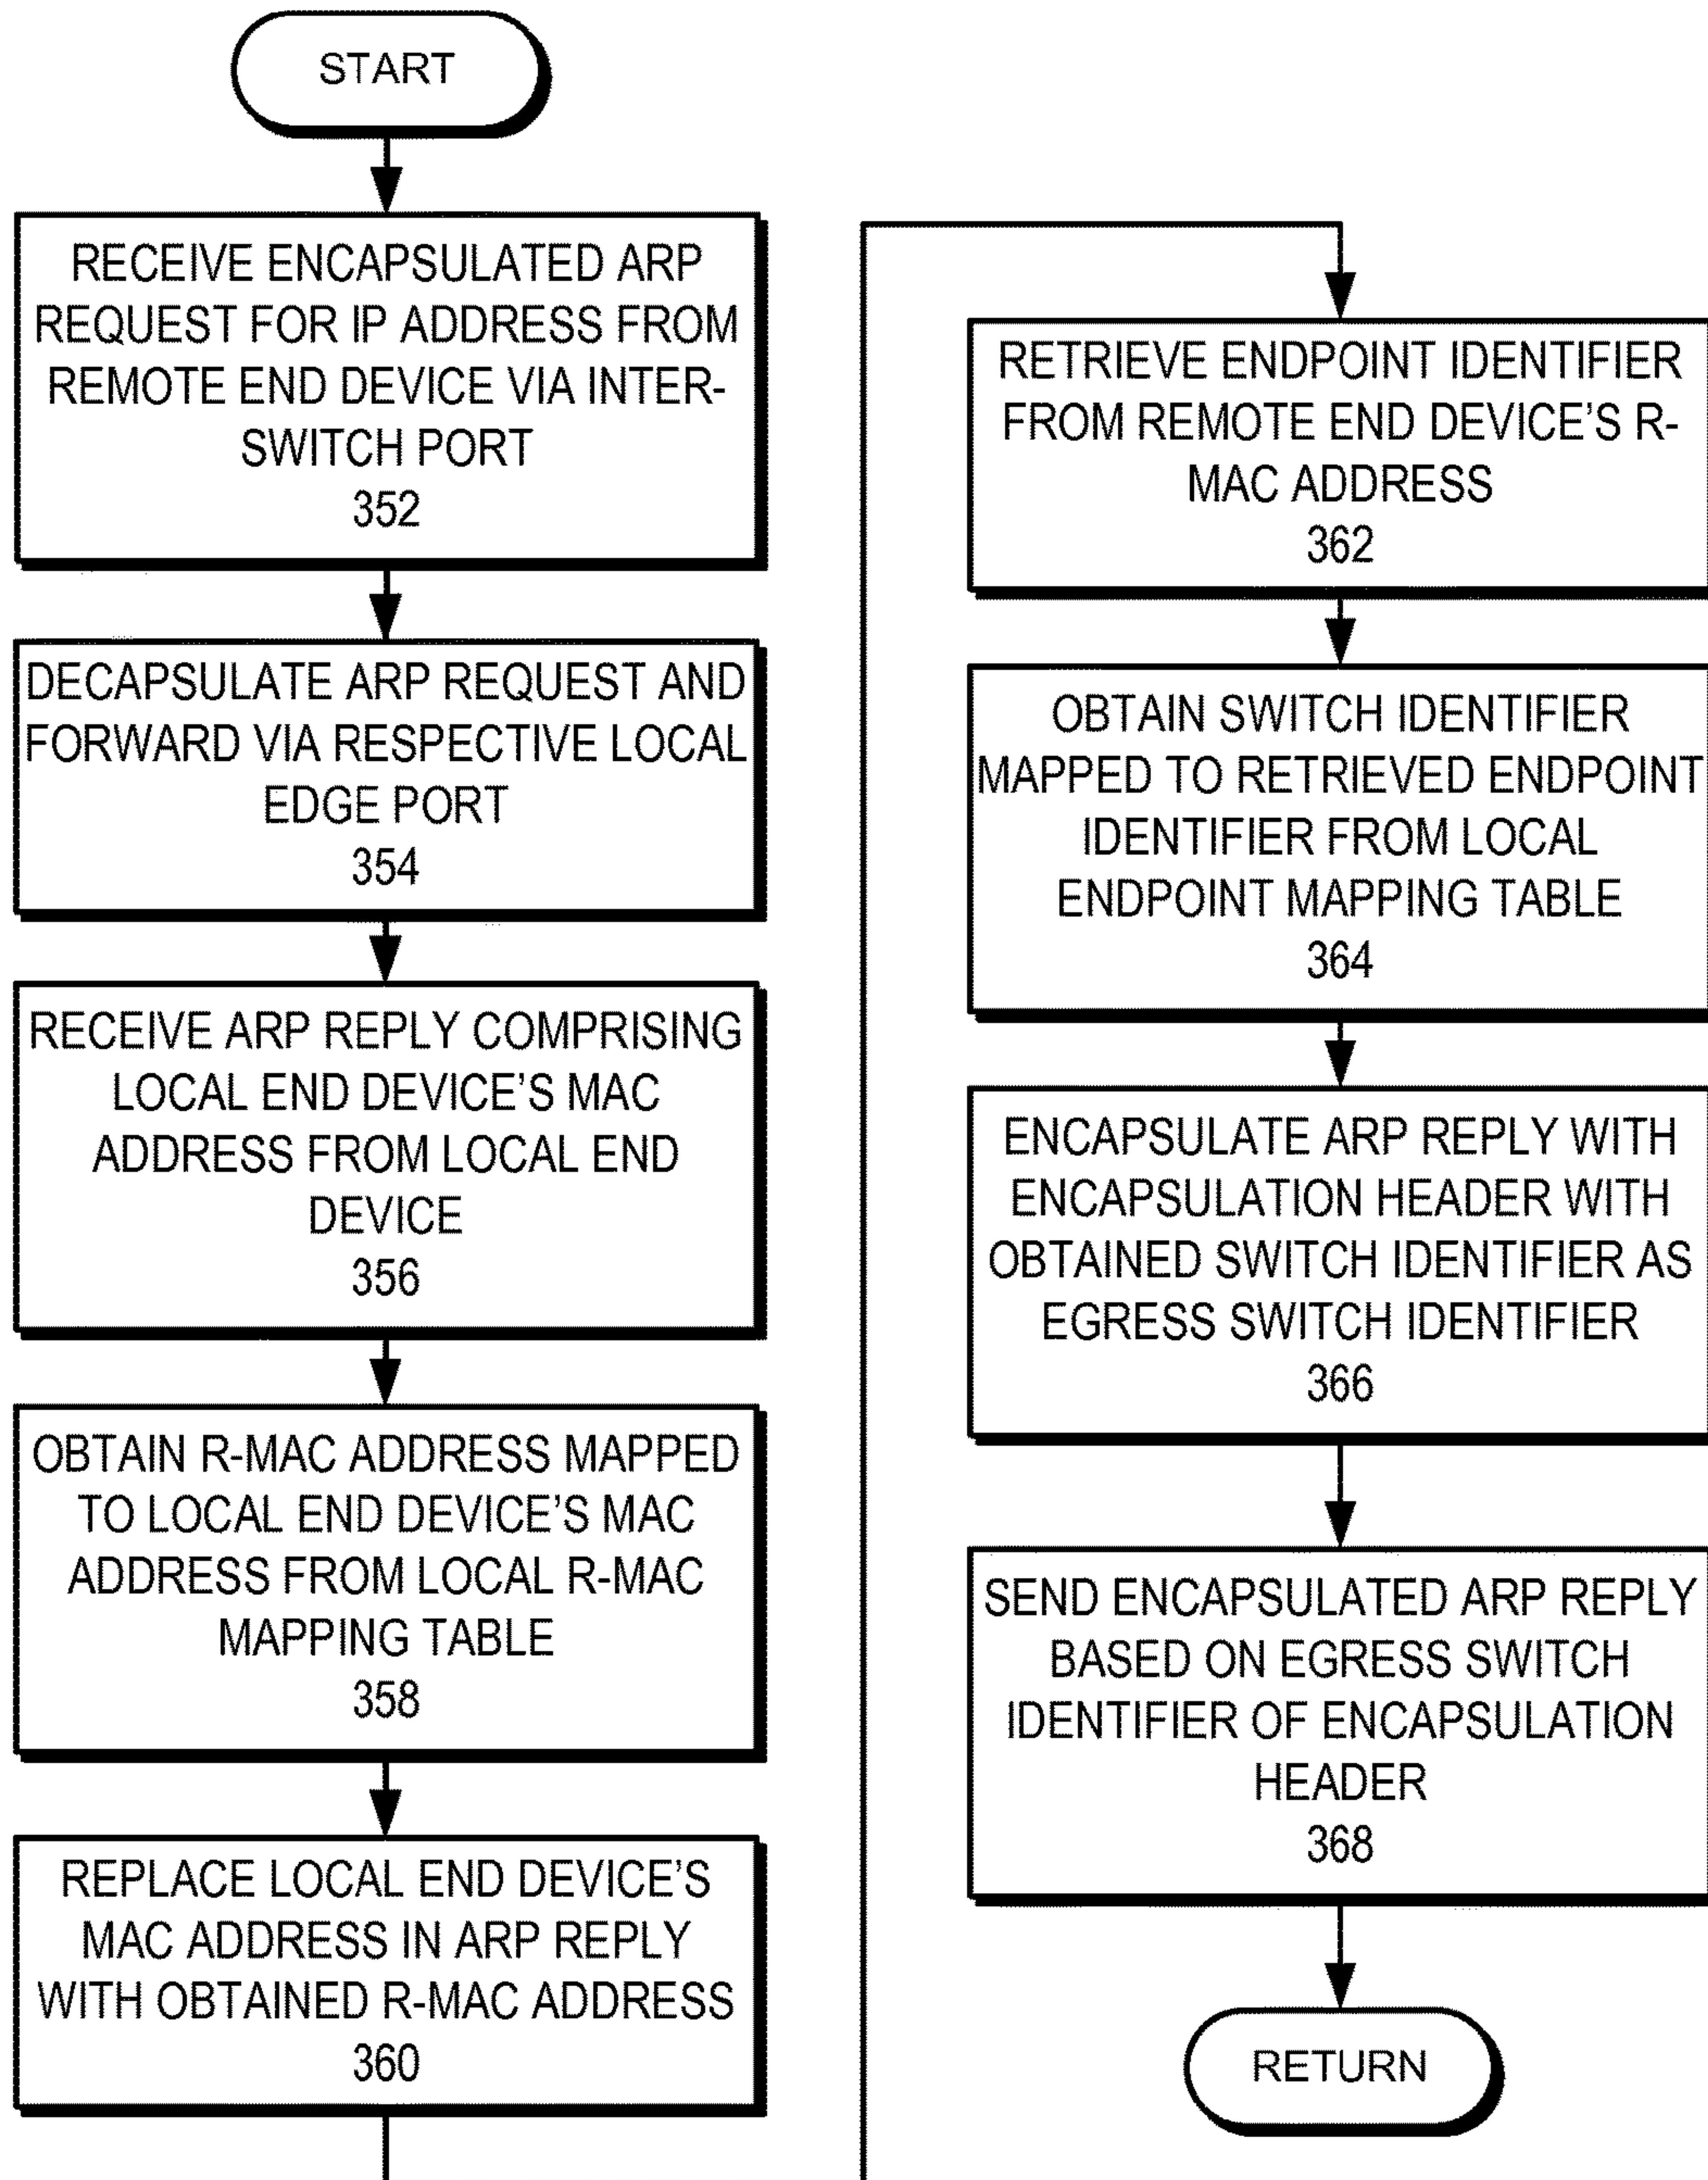 START
RECEIVE ENCAPSULATED ARP
REQUEST FOR IP ADDRESS FROM
REMOTE END DEVICE VIA INTER-
SWITCH PORT
352
DECAPSULATE ARP REQUEST AND
FORWARD VIA RESPECTIVE LOCAL
EDGE PORT
354
RECEIVE ARP REPLY COMPRISING
LOCAL END DEVICE'S MAC
ADDRESS FROM LOCAL END
DEVICE
356
OBTAIN R-MAC ADDRESS MAPPED
TO LOCAL END DEVICE'S MAC
ADDRESS FROM LOCAL R-MAC
MAPPING TABLE
358
REPLACE LOCAL END DEVICE'S
MAC ADDRESS IN ARP REPLY
WITH OBTAINED R-MAC ADDRESS
360
RETRIEVE ENDPOINT IDENTIFIER
FROM REMOTE END DEVICE'S R-
MAC ADDRESS
362
OBTAIN SWITCH IDENTIFIER
MAPPED TO RETRIEVED ENDPOINT
IDENTIFIER FROM LOCAL
ENDPOINT MAPPING TABLE
364
ENCAPSULATE ARP REPLY WITH
ENCAPSULATION HEADER WITH
OBTAINED SWITCH IDENTIFIER AS
EGRESS SWITCH IDENTIFIER
366
SEND ENCAPSULATED ARP REPLY
BASED ON EGRESS SWITCH
IDENTIFIER OF ENCAPSULATION
HEADER
368
RETURN